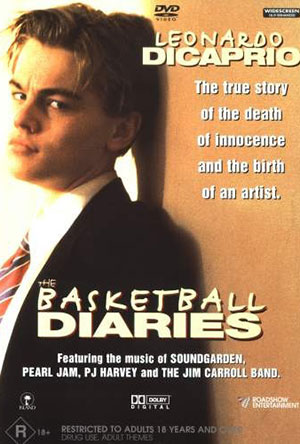 DVD
VIDEO
WIDESCREEN
LEONARDO
DICAPRIO
The true story
of the death
of innocence
and the birth
of an artist.
THE
BASKETBALL
DIARIES
Featuring the music of SOUNDGARDEN,
PEARL JAM, PJ HARVEY and THE JIM CARROLL BAND.
ISLAND
DOLBY
DIGITAL
ROADSHOW
ENTERTAINMENT
R 18+
RESTRICTED TO ADULTS 18 YEARS AND OVER
DRUG USE, ADULT THEMES